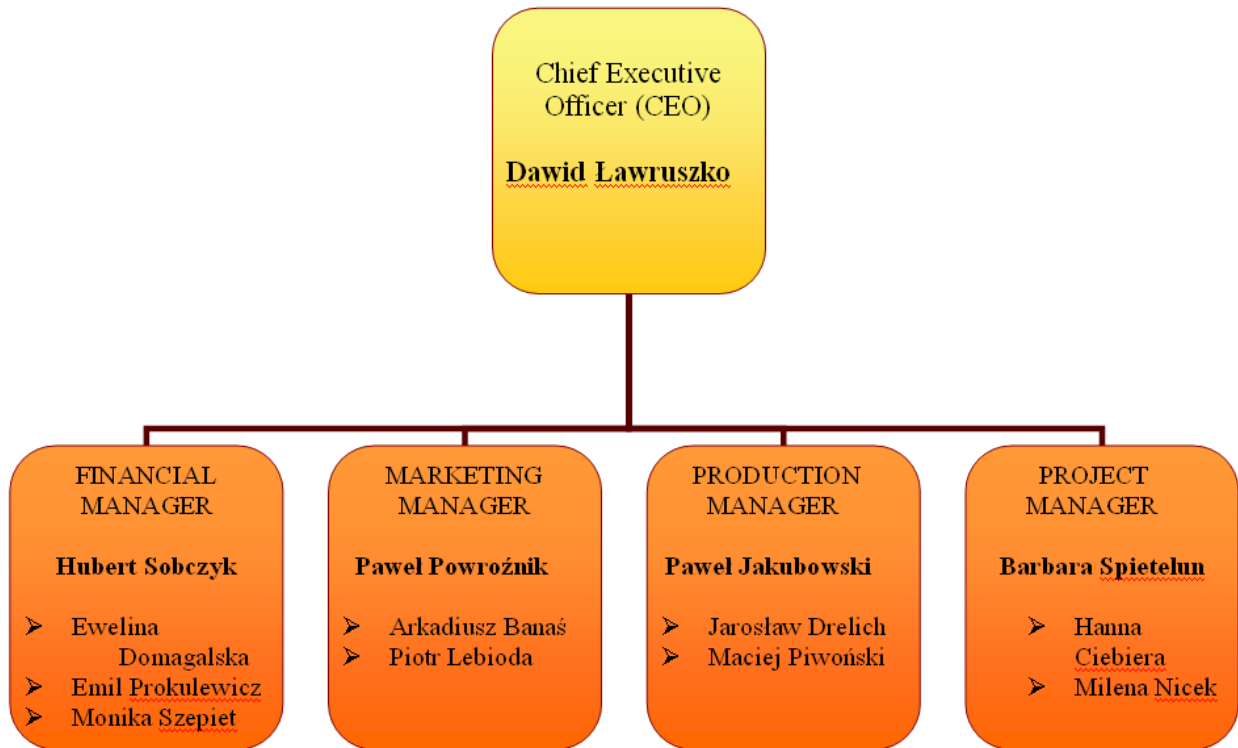 Chief Executive
Officer (CEO)
Dawid Ławruszko
FINANCIAL
MANAGER
Hubert Sobczyk
➢ Ewelina
Domagalska
➢ Emil Prokulewicz
➢ Monika Szepiet
MARKETING
MANAGER
Paweł Powroźnik
➢ Arkadiusz Banaś
➢ Piotr Lebioda
PRODUCTION
MANAGER
Paweł Jakubowski
➢ Jarosław Drelich
➢ Maciej Piwoński
PROJECT
MANAGER
Barbara Spietelun
➢ Hanna
Ciebiera
➢ Milena Nicek